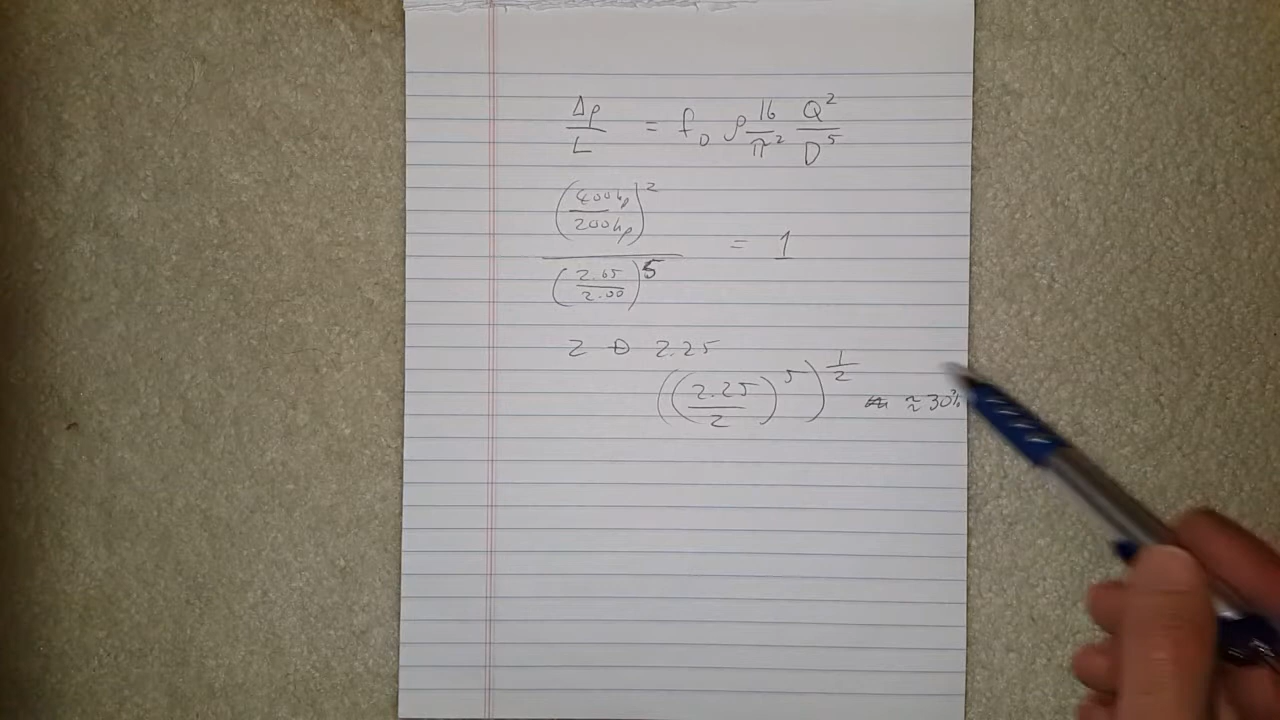 Δp/L = f_D ρ 16/π² Q²/D⁵
(400hp/200hp)² / (2.65/2.00)⁵ = 1
2 → 2.25
((2.25/2)⁵)^(1/2) ≈ 30%